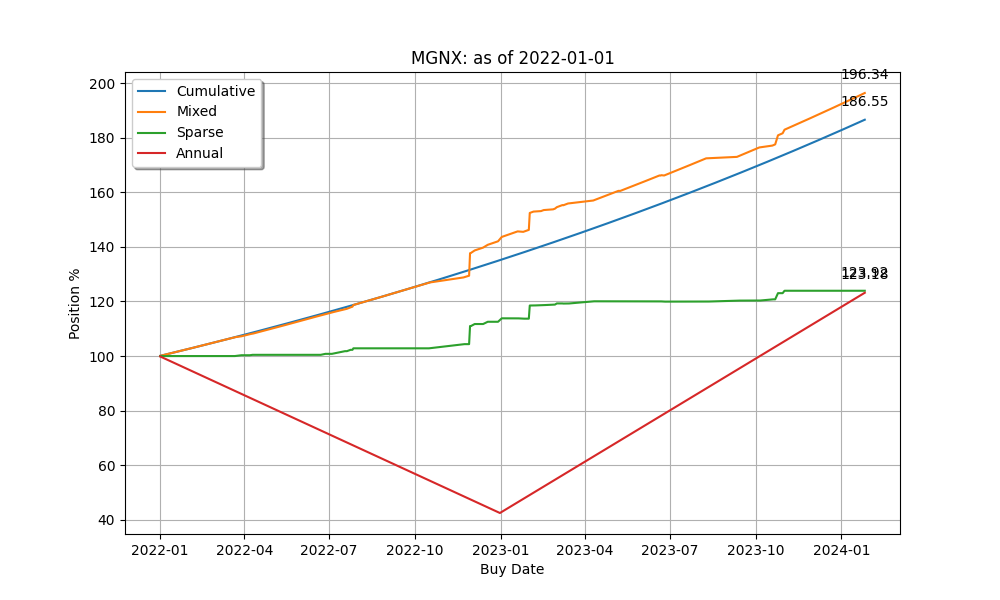 MGNX: as of 2022-01-01
196.34
186.55
123.92
123.18
Cumulative
Mixed
Sparse
Annual
200
180
160
140
120
100
80
60
40
Position %
2022-01 2022-04 2022-07 2022-10 2023-01 2023-04 2023-07 2023-10 2024-01
Buy Date